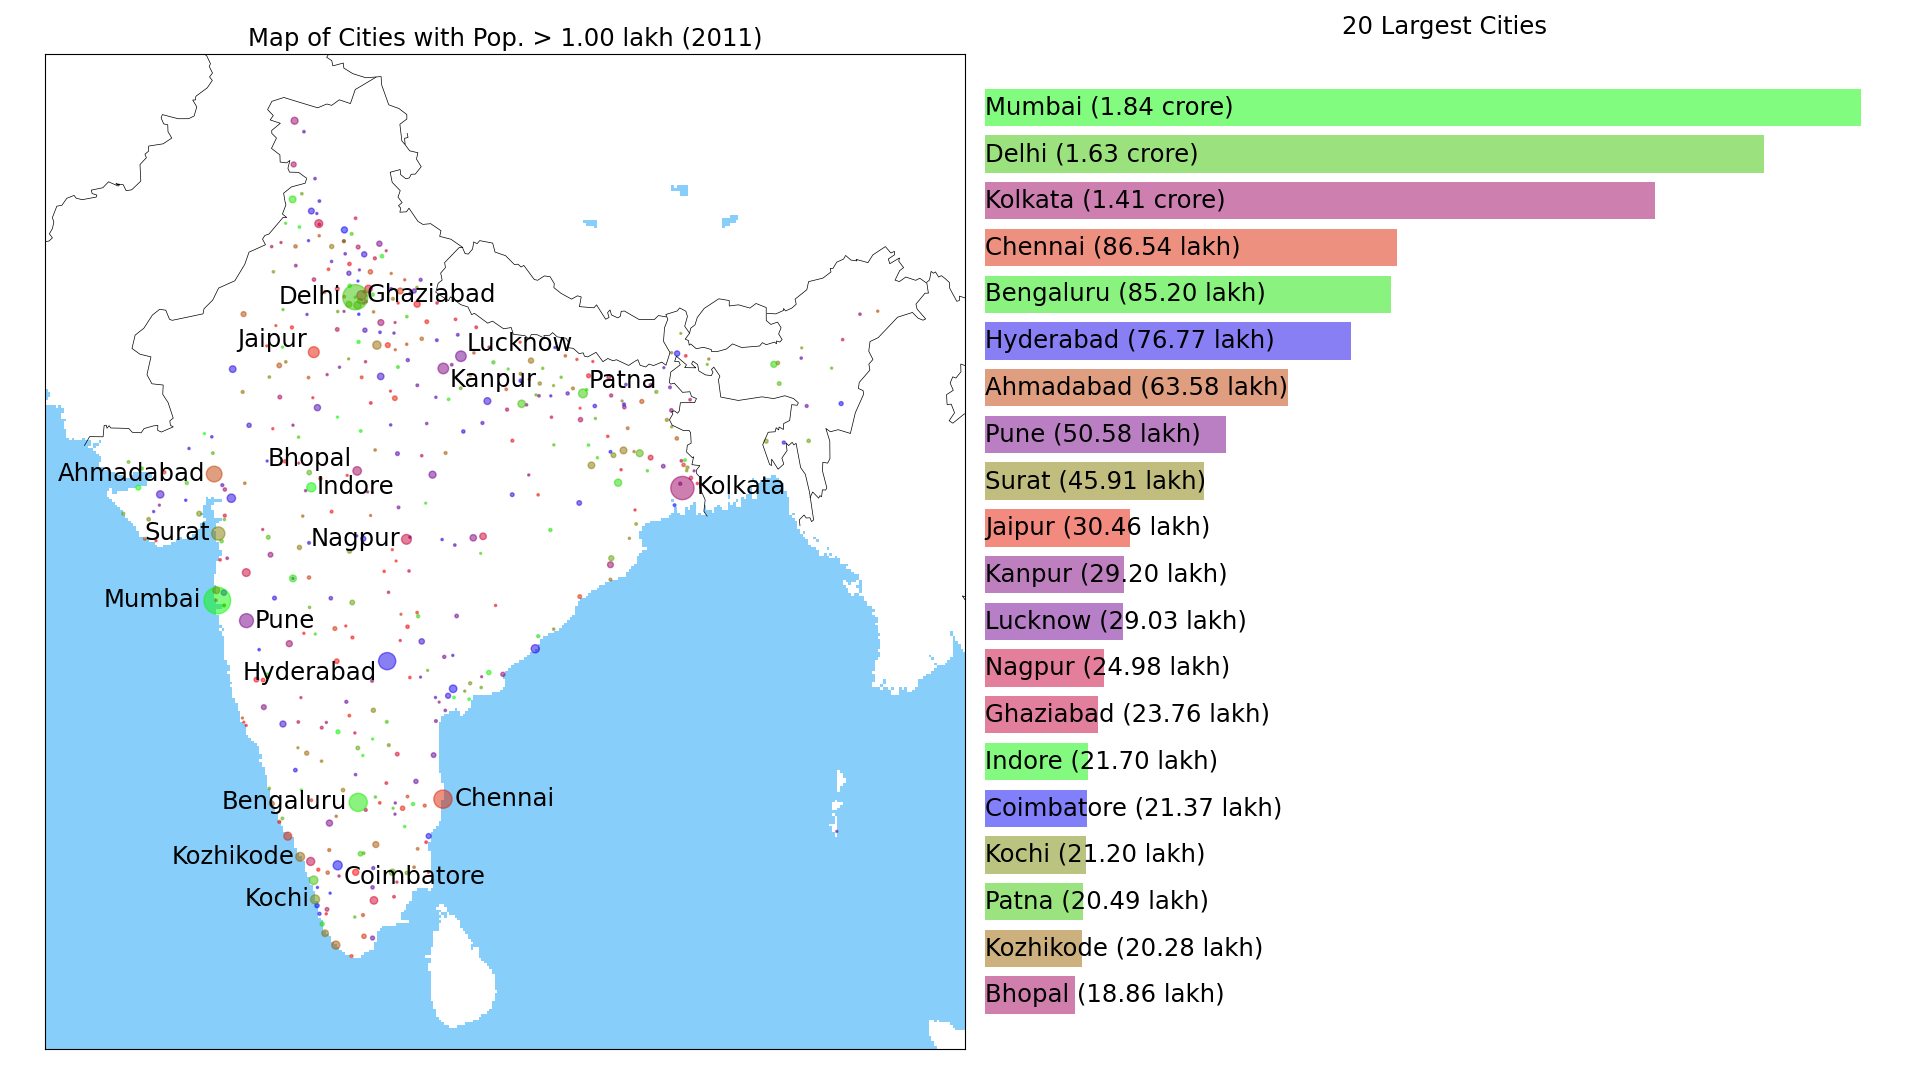 Map of Cities with Pop. > 1.00 lakh (2011)
Delhi
Ghaziabad
Jaipur
Lucknow
Kanpur
Patna
Bhopal
Ahmadabad
Indore
Kolkata
Surat
Nagpur
Mumbai
Pune
Hyderabad
Bengaluru
Chennai
Kozhikode
Coimbatore
Kochi
20 Largest Cities
Mumbai (1.84 crore)
Delhi (1.63 crore)
Kolkata (1.41 crore)
Chennai (86.54 lakh)
Bengaluru (85.20 lakh)
Hyderabad (76.77 lakh)
Ahmadabad (63.58 lakh)
Pune (50.58 lakh)
Surat (45.91 lakh)
Jaipur (30.46 lakh)
Kanpur (29.20 lakh)
Lucknow (29.03 lakh)
Nagpur (24.98 lakh)
Ghaziabad (23.76 lakh)
Indore (21.70 lakh)
Coimbatore (21.37 lakh)
Kochi (21.20 lakh)
Patna (20.49 lakh)
Kozhikode (20.28 lakh)
Bhopal (18.86 lakh)